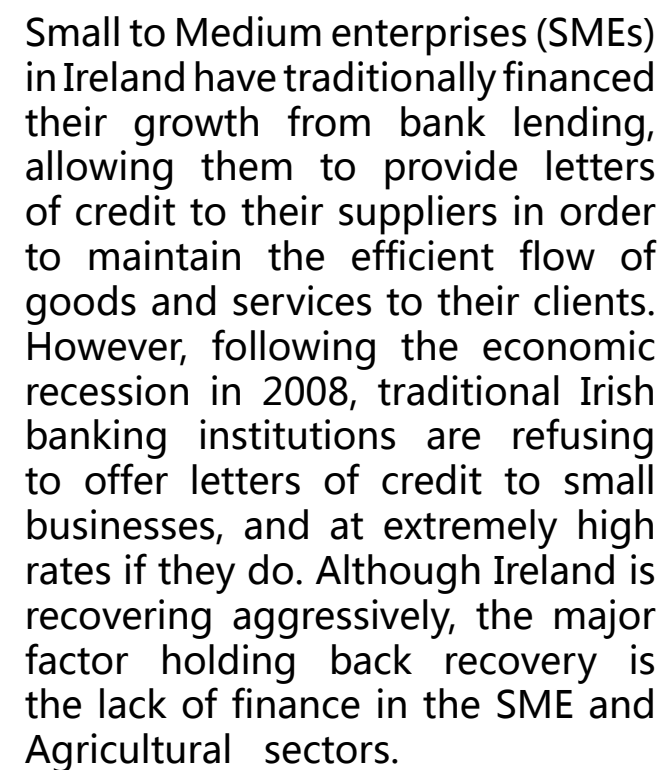 Small to Medium enterprises (SMEs)
in Ireland have traditionally financed
their growth from bank lending,
allowing them to provide letters
of credit to their suppliers in order
to maintain the efficient flow of
goods and services to their clients.
However, following the economic
recession in 2008, traditional Irish
banking institutions are refusing
to offer letters of credit to small
businesses, and at extremely high
rates if they do. Although Ireland is
recovering aggressively, the major
factor holding back recovery is
the lack of finance in the SME and
Agricultural sectors.